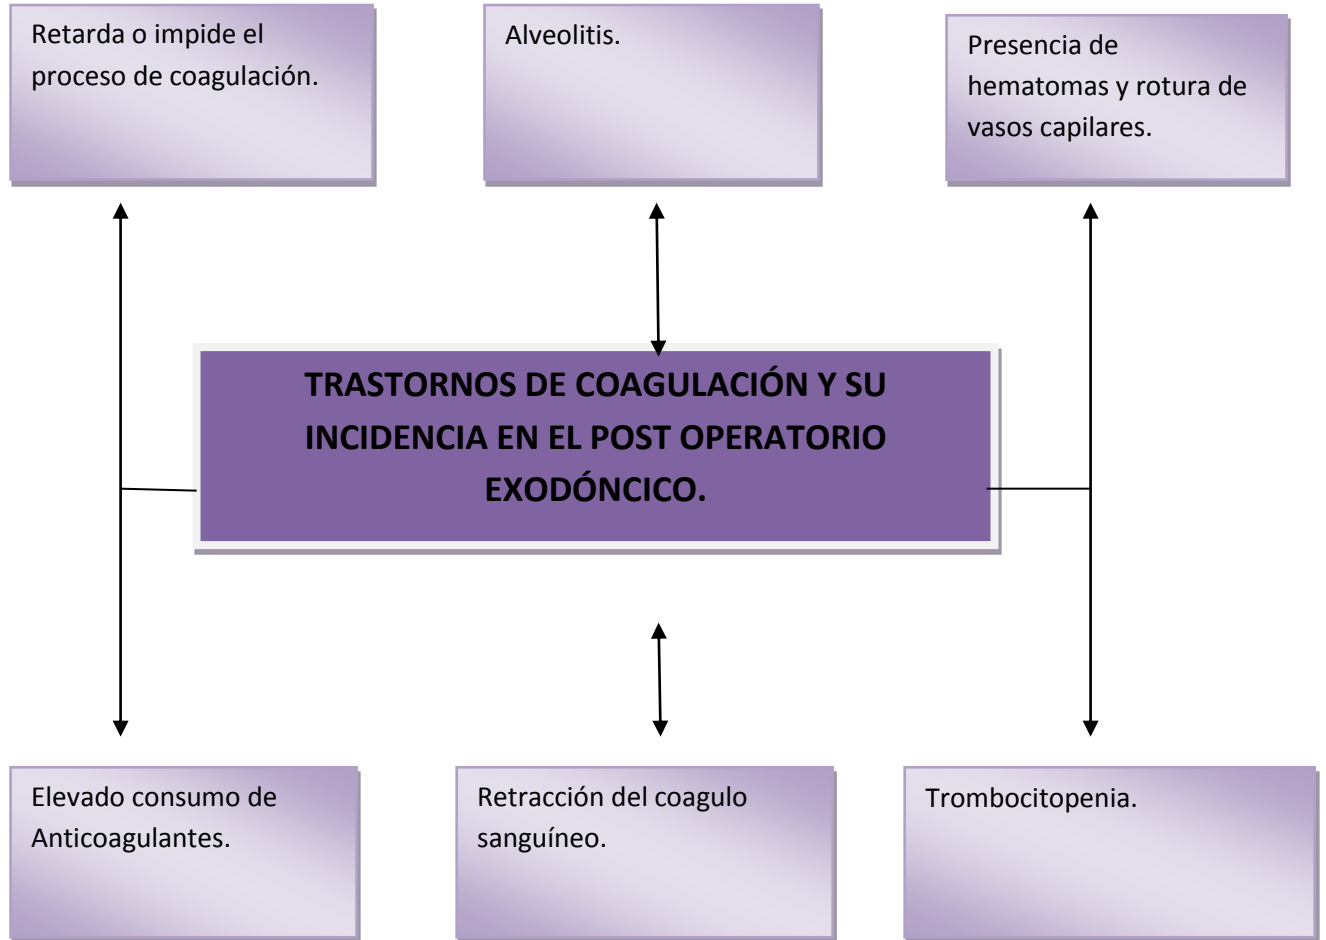 Retarda o impide el
proceso de coagulación.
Alveolitis.
Presencia de
hematomas y rotura de
vasos capilares.
TRASTORNOS DE COAGULACIÓN Y SU
INCIDENCIA EN EL POST OPERATORIO
EXODÓNCICO.
Elevado consumo de
Anticoagulantes.
Retracción del coagulo
sanguíneo.
Trombocitopenia.